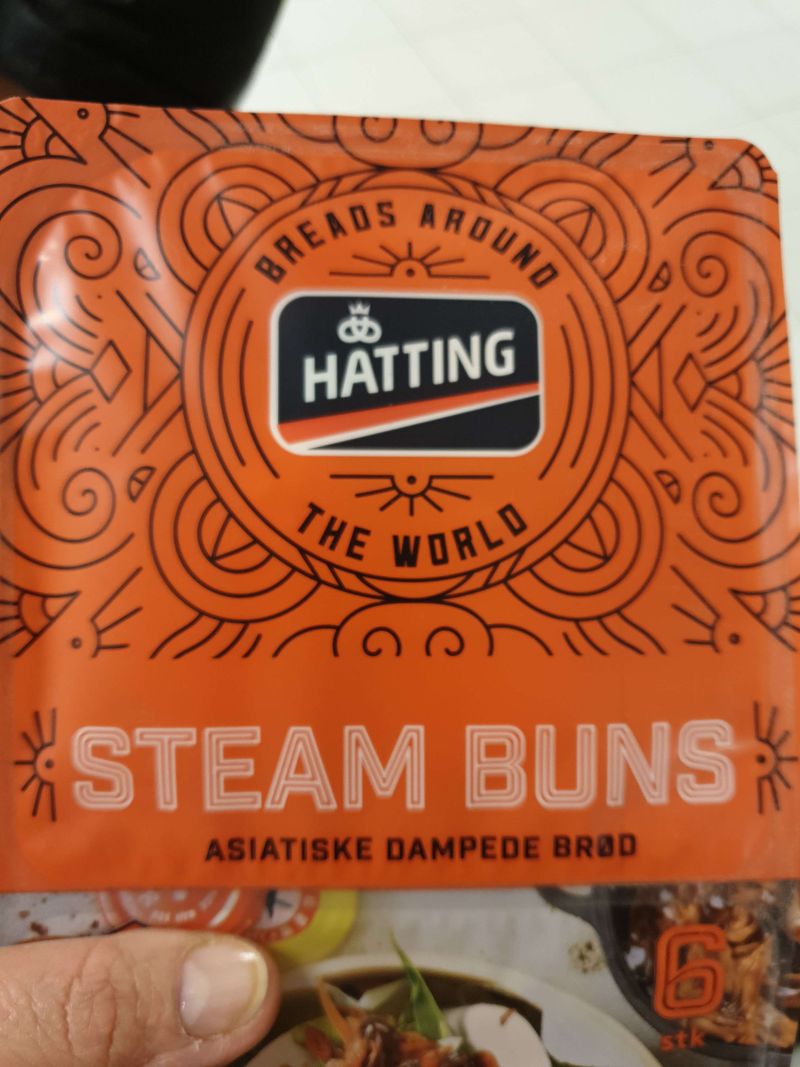 BREADS AROUND
HATTING
THE WORLD
STEAM BUNS
ASIATISKE DAMPEDE BRØD
6
stk